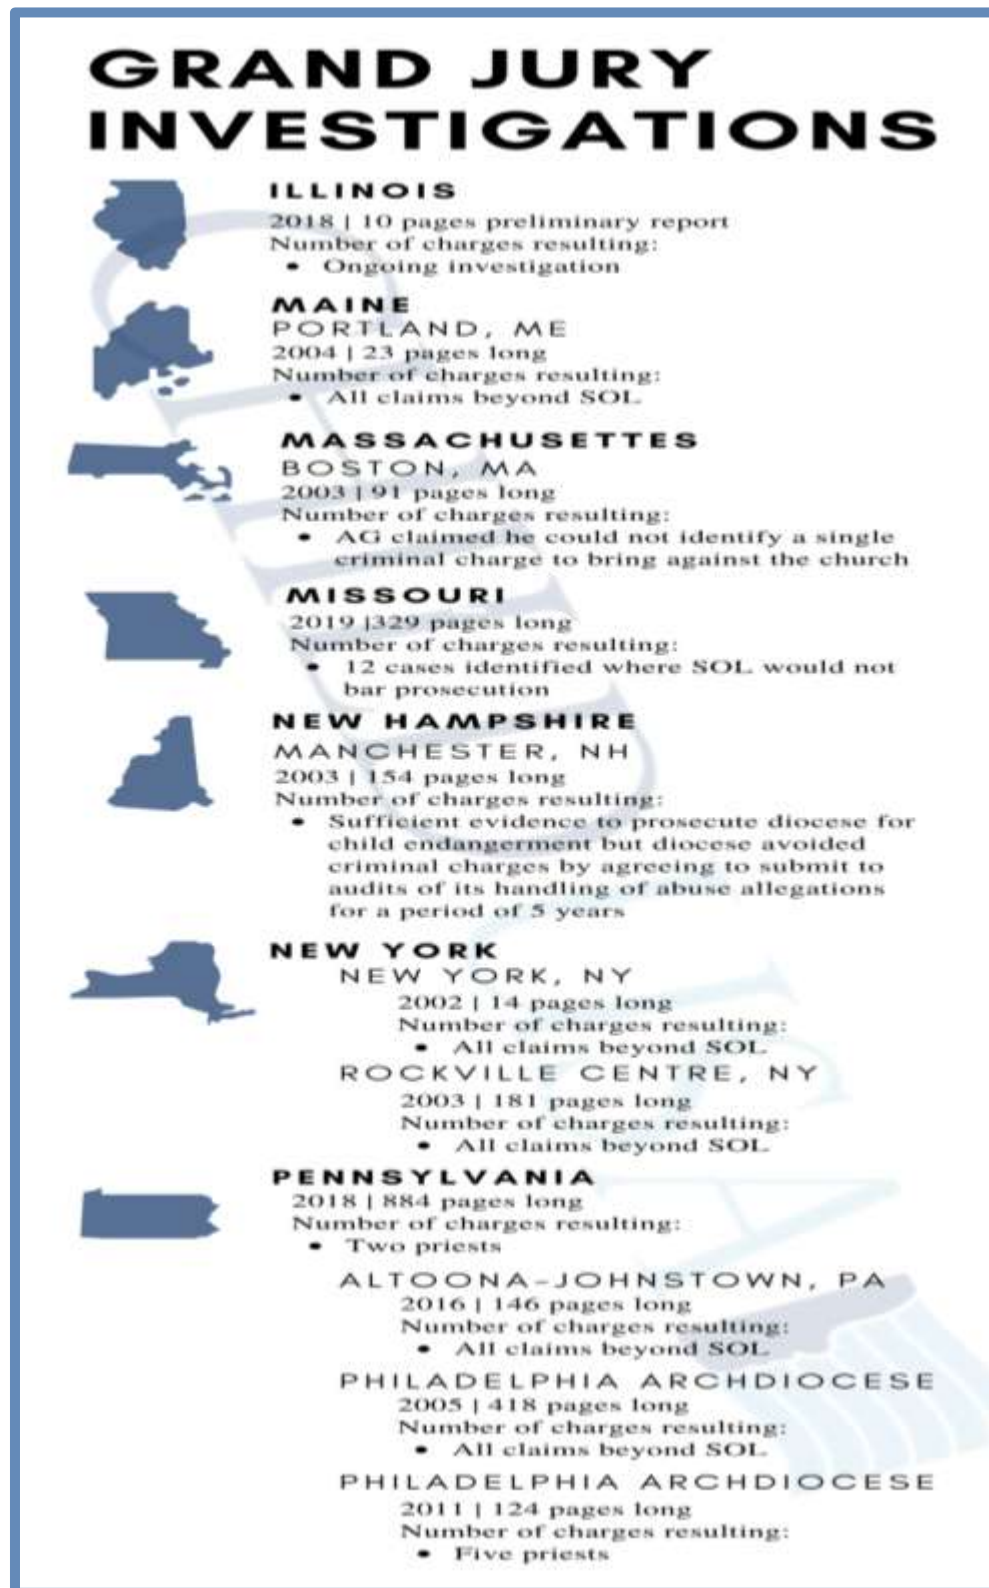 GRAND JURY
INVESTIGATIONS
ILLINOIS
2018 | 10 pages preliminary report
Number of charges resulting:
• Ongoing investigation
MAINE
PORTLAND, ME
2004 | 23 pages long
Number of charges resulting:
• All claims beyond SOL
MASSACHUSETTES
BOSTON, MA
2003 | 91 pages long
Number of charges resulting:
• AG claimed he could not identify a single
criminal charge to bring against the church
MISSOURI
2019 |329 pages long
Number of charges resulting:
• 12 cases identified where SOL would not
bar prosecution
NEW HAMPSHIRE
MANCHESTER, NH
2003 | 154 pages long
Number of charges resulting:
• Sufficient evidence to prosecute diocese for
child endangerment but diocese avoided
criminal charges by agreeing to submit to
audits of its handling of abuse allegations
for a period of 5 years
NEW YORK
NEW YORK, NY
2002 | 14 pages long
Number of charges resulting:
• All claims beyond SOL
ROCKVILLE CENTRE, NY
2003 | 181 pages long
Number of charges resulting:
• All claims beyond SOL
PENNSYLVANIA
2018 | 884 pages long
Number of charges resulting:
• Two priests
ALTOONA-JOHNSTOWN, PA
2016 | 146 pages long
Number of charges resulting:
• All claims beyond SOL
PHILADELPHIA ARCHDIOCESE
2005 | 418 pages long
Number of charges resulting:
• All claims beyond SOL
PHILADELPHIA ARCHDIOCESE
2011 | 124 pages long
Number of charges resulting:
• Five priests
CHILD USA